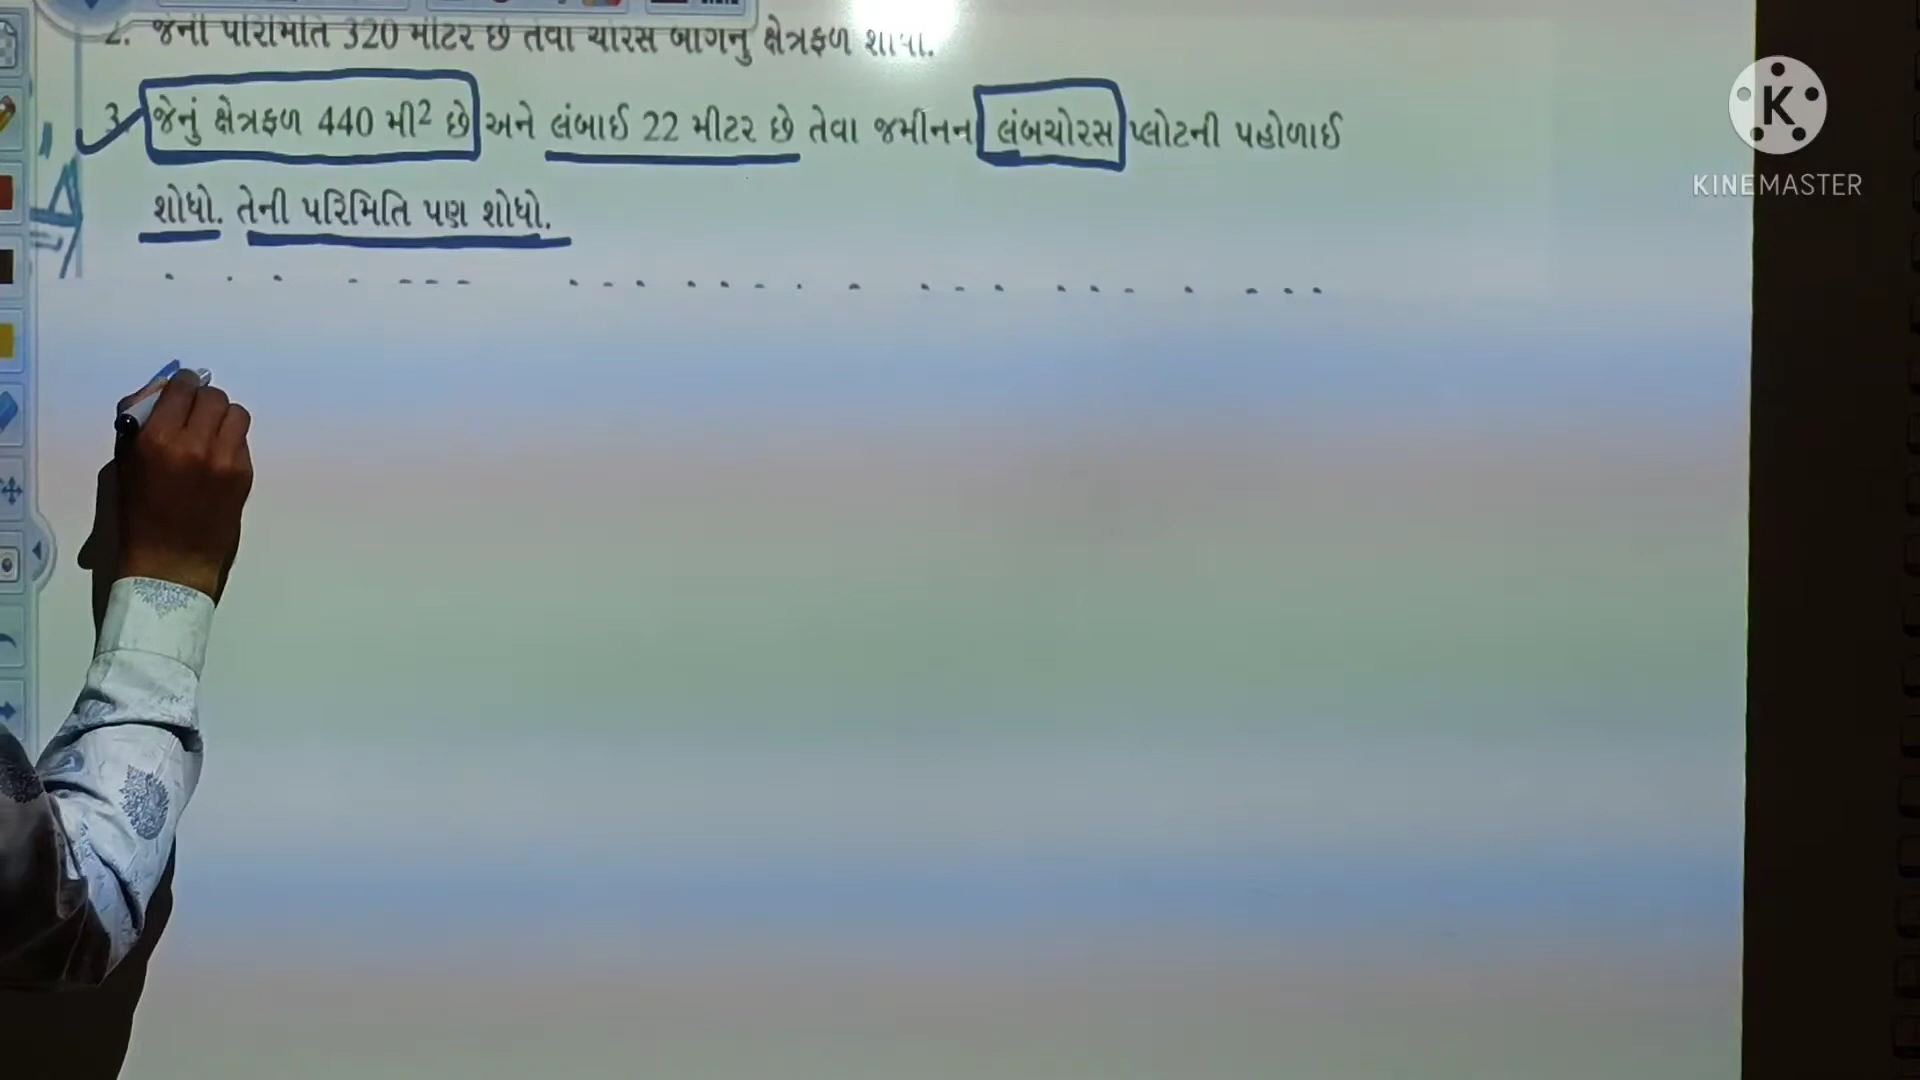 2. જેની પરિમિતિ 320 મીટર છે તેવા ચોરસ બાગનું ક્ષેત્રફળ શોધો.
3. જેનું ક્ષેત્રફળ 440 મી² છે અને લંબાઈ 22 મીટર છે તેવા જમીનન લંબચોરસ પ્લોટની પહોળાઈ
શોધો. તેની પરિમિતિ પણ શોધો.
K
KINEMASTER